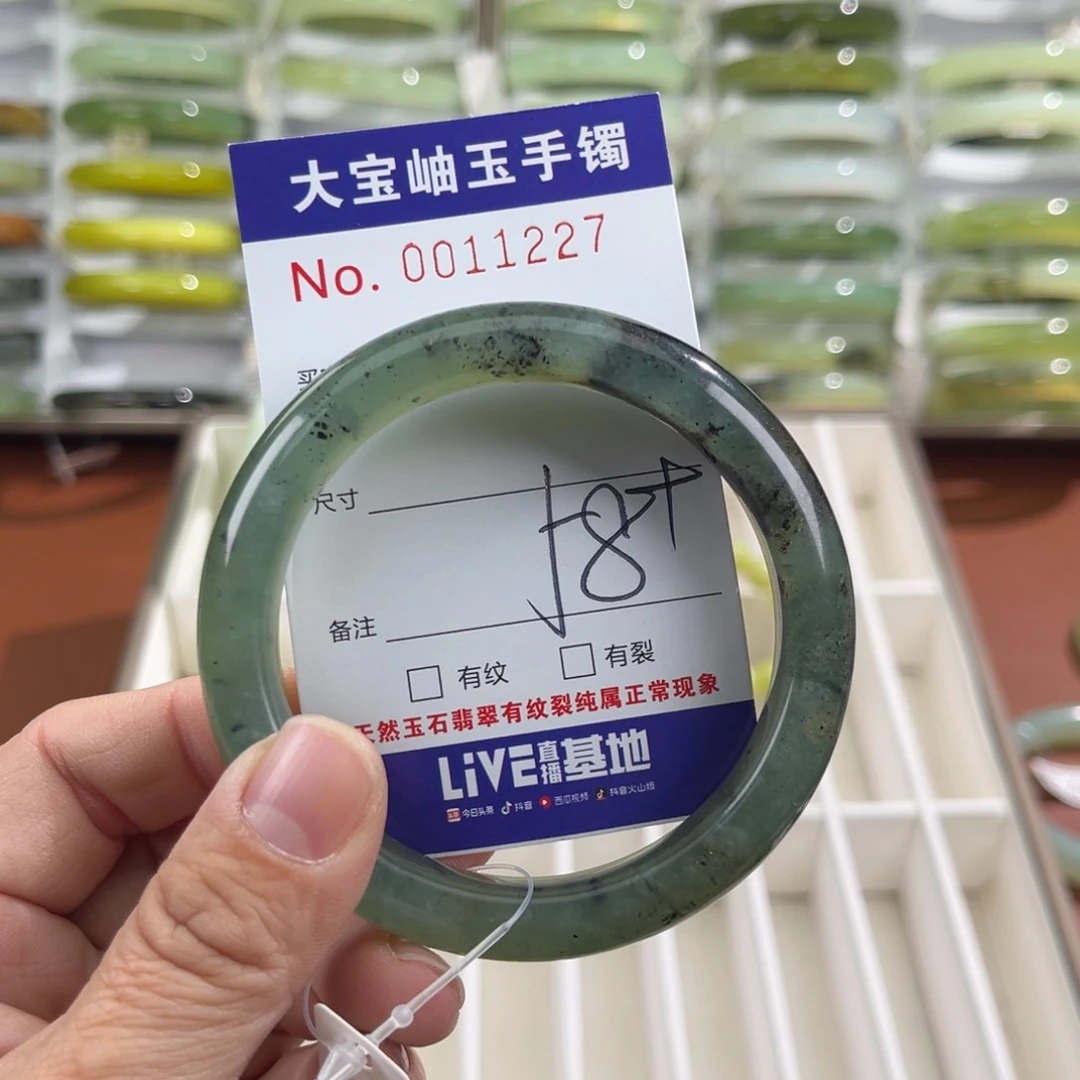 大宝岫玉手镯
No. 0011227
尺寸
备注
有纹 有裂
天然玉石翡翠有纹裂纯属正常现象
LIVE直播基地
今日头条 抖音 西瓜视频 抖音火山版